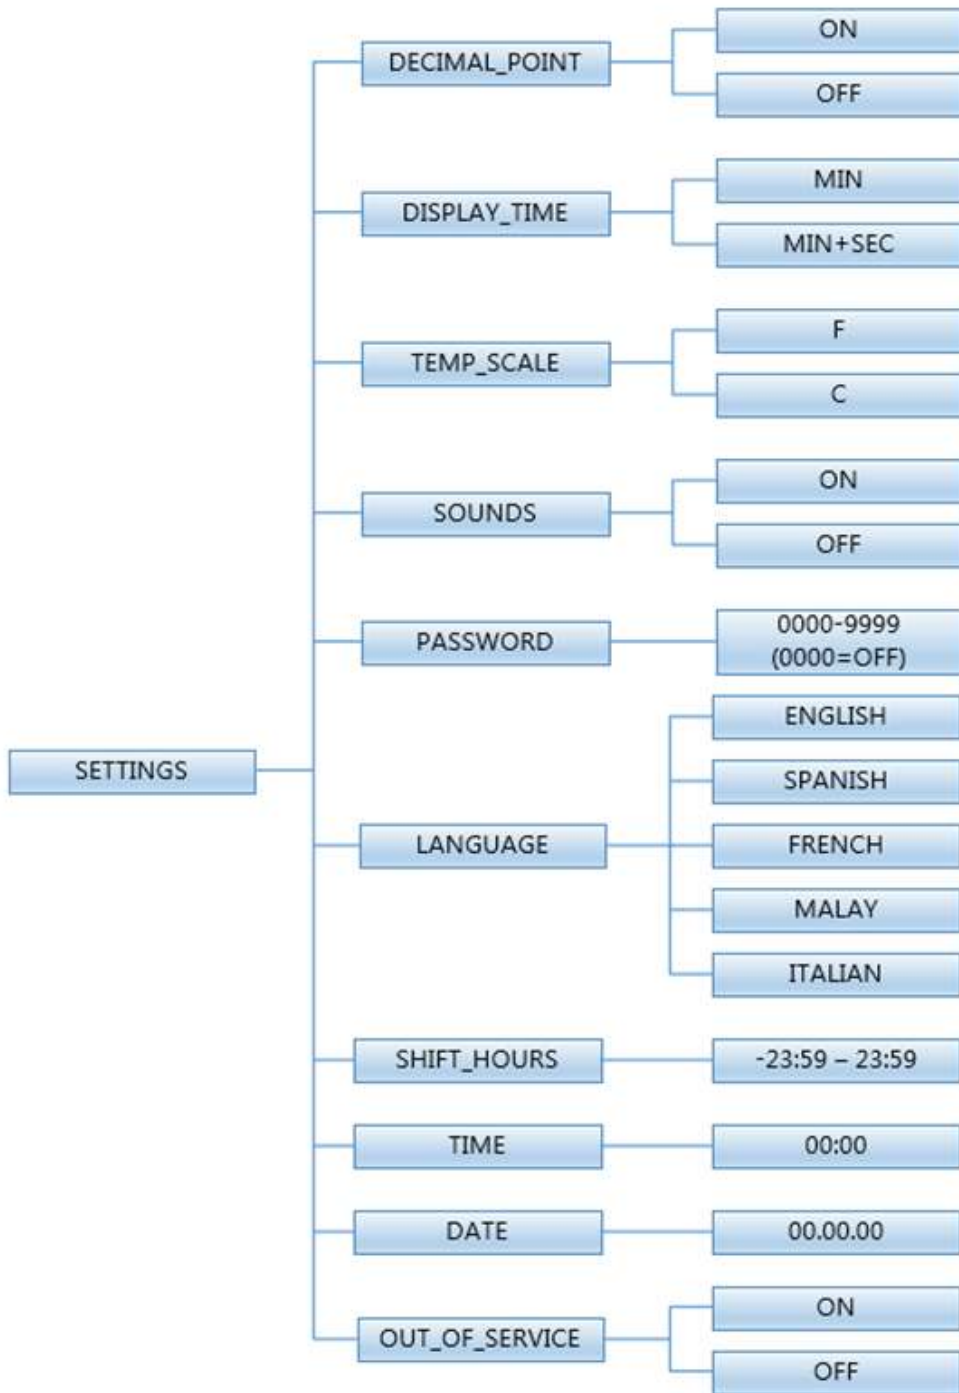 DECIMAL_POINT
ON
OFF
DISPLAY_TIME
MIN
MIN+SEC
TEMP_SCALE
F
C
SOUNDS
ON
OFF
PASSWORD
0000-9999
(0000=OFF)
SETTINGS
LANGUAGE
ENGLISH
SPANISH
FRENCH
MALAY
ITALIAN
SHIFT_HOURS
-23:59 – 23:59
TIME
00:00
DATE
00.00.00
OUT_OF_SERVICE
ON
OFF